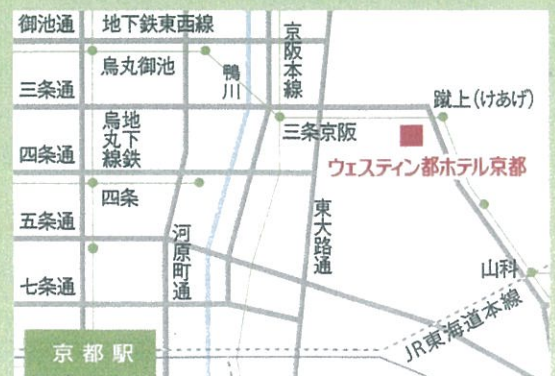 御池通
地下鉄東西線
烏丸御池
鴨川
京阪本線
三条通
蹴上(けあげ)
地下鉄
烏丸線
三条京阪
四条通
ウェスティン都ホテル京都
四条
五条通
河原町通
東大路通
七条通
山科
JR東海道本線
京都駅